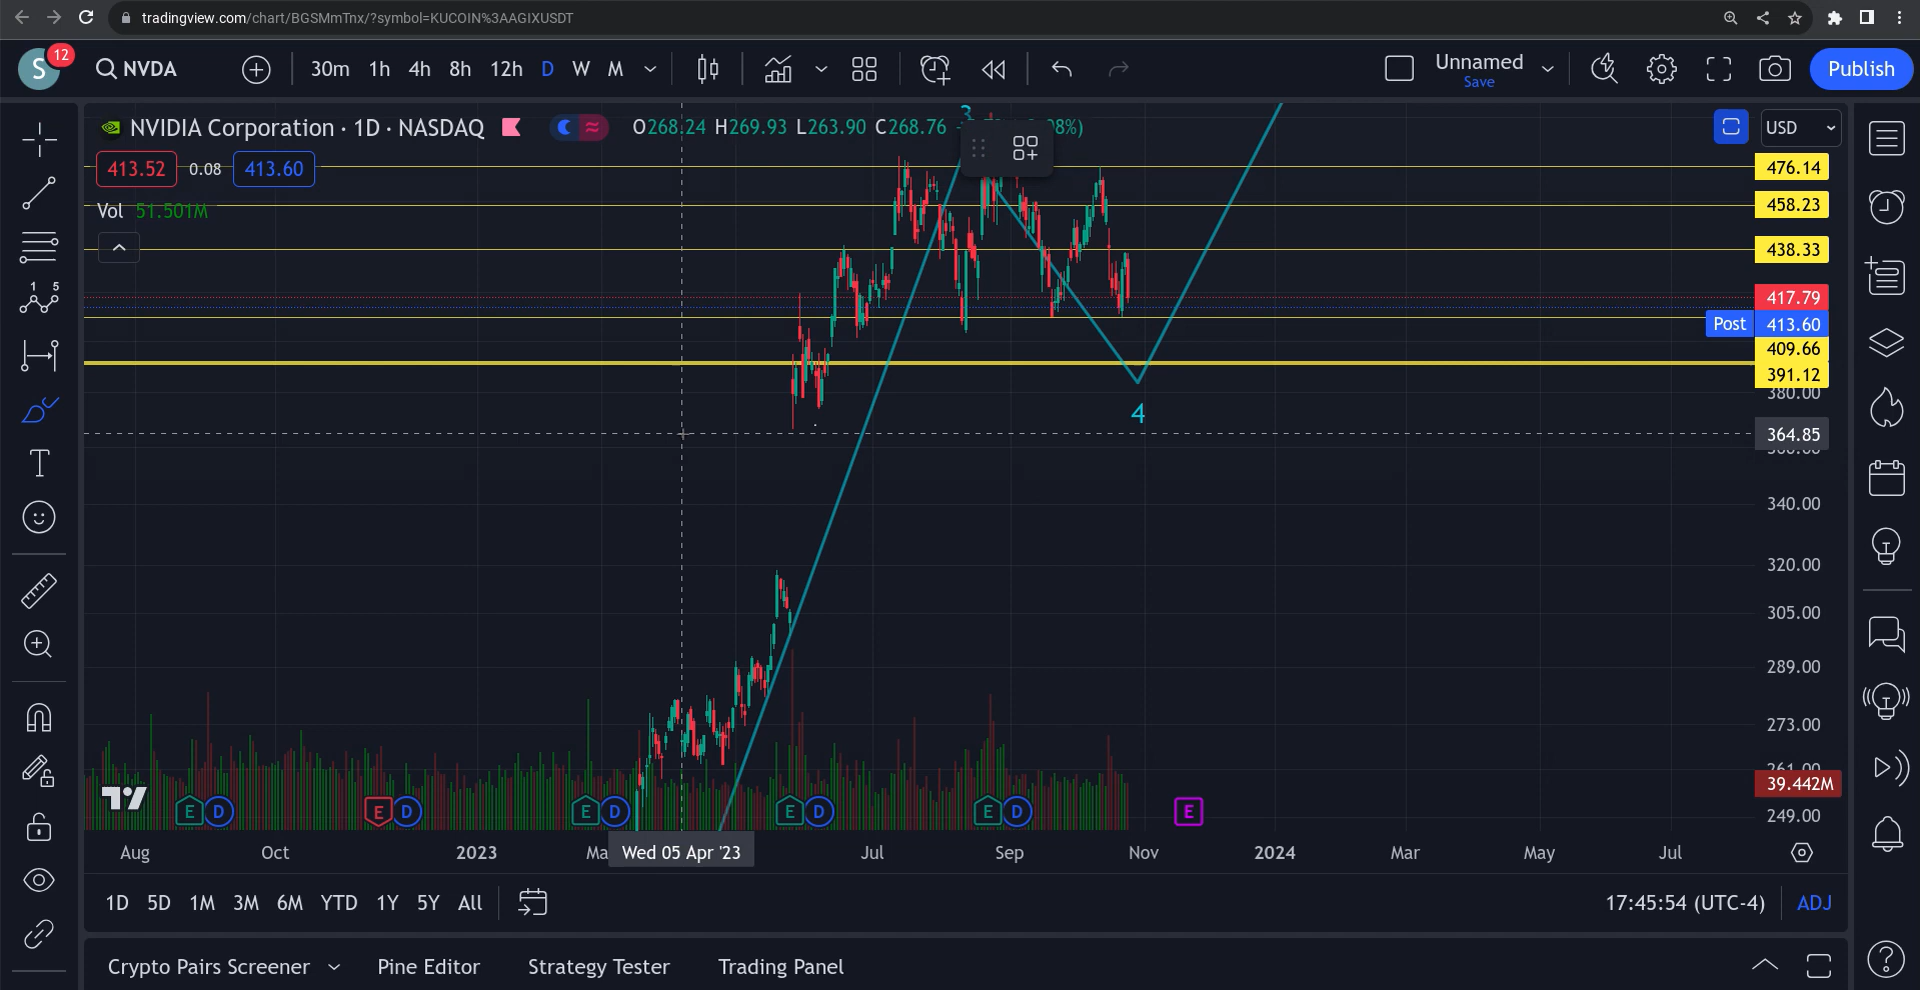 tradingview.com/chart/BGSMmTnx/?symbol=KUCOIN%3AAGIXUSDT
S 12 NVDA 30m 1h 4h 8h 12h D W M Unnamed Save Publish
NVIDIA Corporation · 1D · NASDAQ O268.24 H269.93 L263.90 C268.76
USD
413.52 0.08 413.60
Vol 51.501M
3
4
476.14
458.23
438.33
417.79
Post 413.60
409.66
391.12
380.00
364.85
340.00
320.00
305.00
289.00
273.00
39.442M
249.00
1 5
T
E D E D E D E D E D E
Aug Oct 2023 Wed 05 Apr '23 Jul Sep Nov 2024 Mar May Jul
1D 5D 1M 3M 6M YTD 1Y 5Y All 17:45:54 (UTC-4) ADJ
Crypto Pairs Screener Pine Editor Strategy Tester Trading Panel